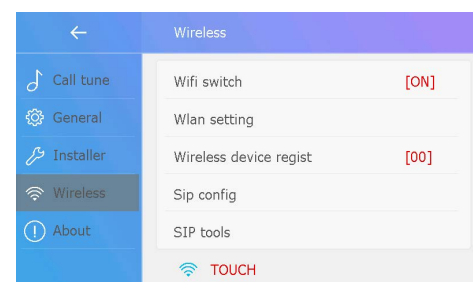 Wireless
Call tune
General
Installer
Wireless
About
Wifi switch [ON]
Wlan setting
Wireless device regist [00]
Sip config
SIP tools
TOUCH